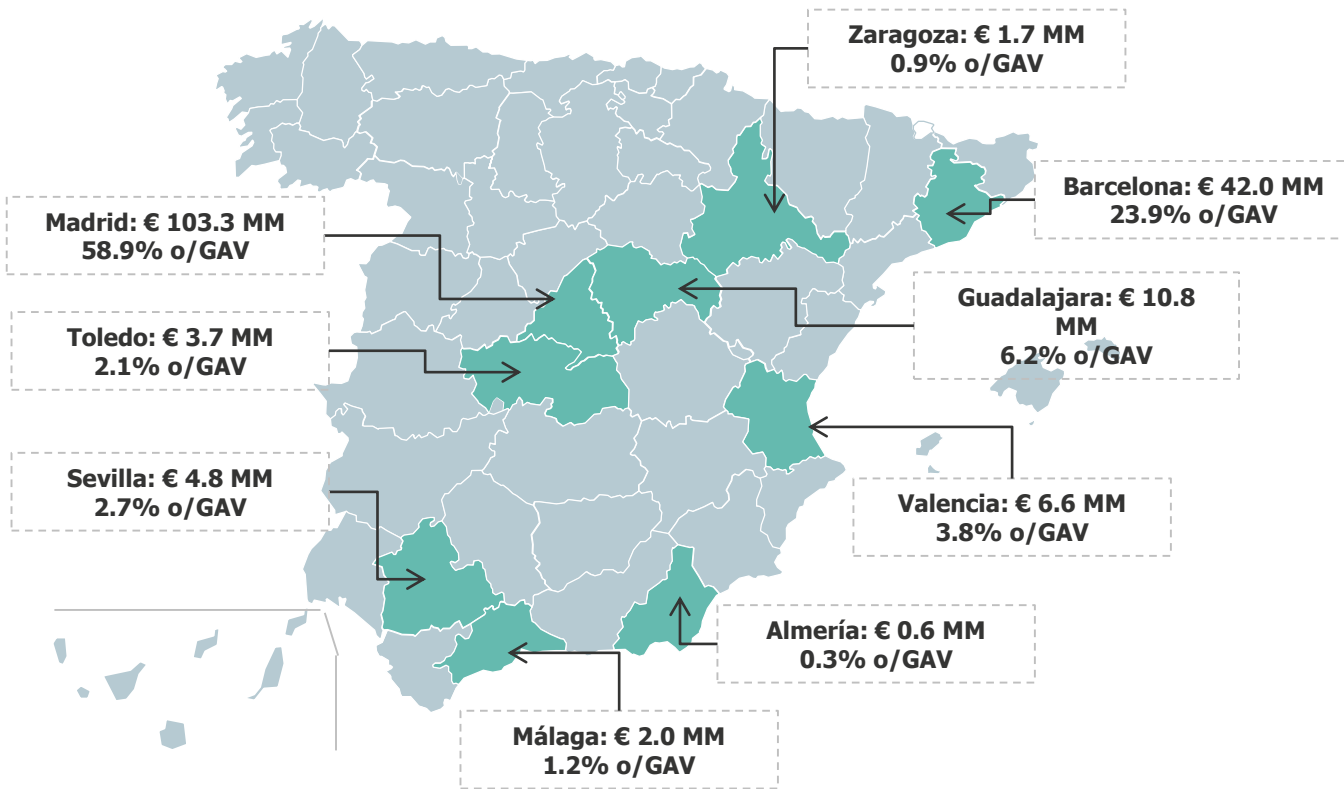 Zaragoza: € 1.7 MM
0.9% o/GAV
Barcelona: € 42.0 MM
23.9% o/GAV
Madrid: € 103.3 MM
58.9% o/GAV
Guadalajara: € 10.8
MM
6.2% o/GAV
Toledo: € 3.7 MM
2.1% o/GAV
Sevilla: € 4.8 MM
2.7% o/GAV
Valencia: € 6.6 MM
3.8% o/GAV
Almería: € 0.6 MM
0.3% o/GAV
Málaga: € 2.0 MM
1.2% o/GAV